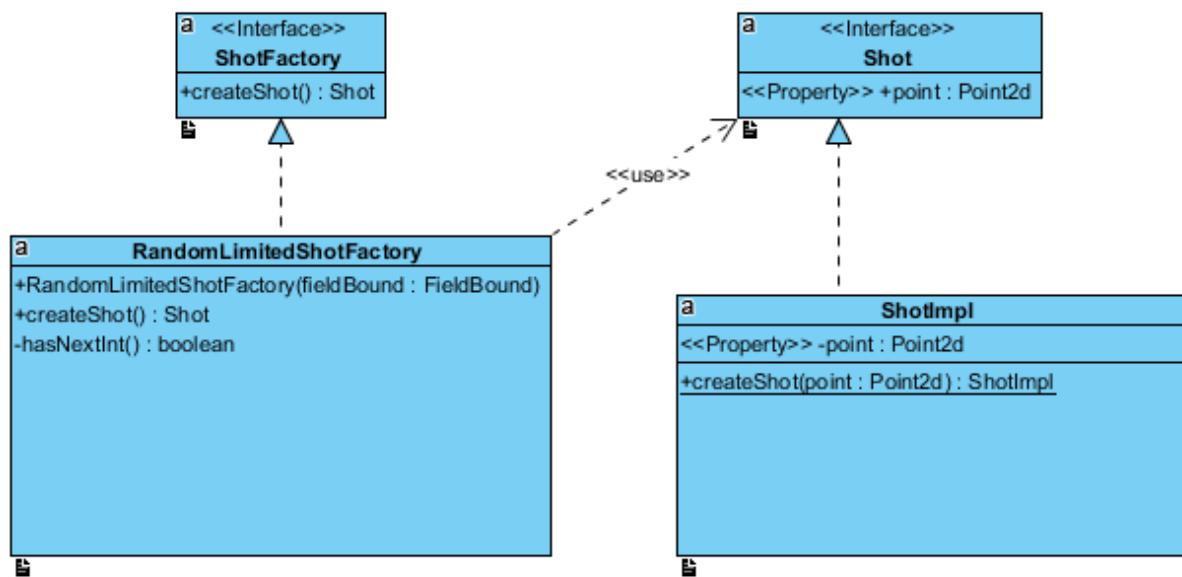 a
<<Interface>>
ShotFactory
+createShot() : Shot
a
<<Interface>>
Shot
<<Property>> +point : Point2d
<<use>>
a
RandomLimitedShotFactory
+RandomLimitedShotFactory(fieldBound : FieldBound)
+createShot() : Shot
-hasNextInt() : boolean
a
ShotImpl
<<Property>> -point : Point2d
+createShot(point : Point2d) : ShotImpl